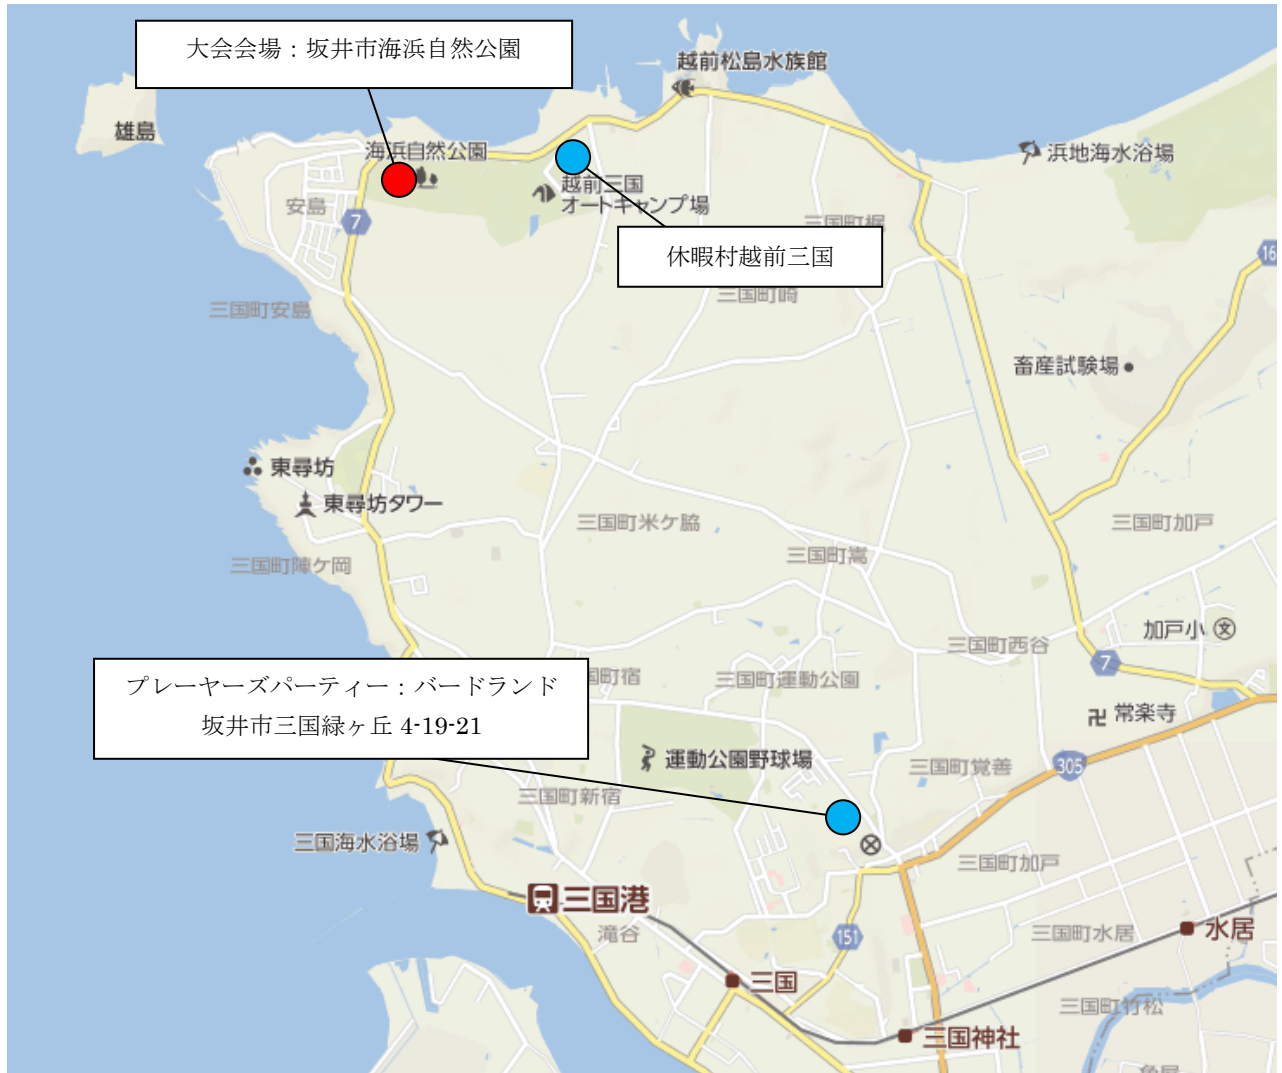 大会会場：坂井市海浜自然公園
越前松島水族館
雄島
海浜自然公園
浜地海水浴場
越前三国
オートキャンプ場
安島
7
三国町梶
休暇村越前三国
16
三国町崎
三国町安島
畜産試験場
東尋坊
東尋坊タワー
三国町米ケ脇
三国町加戸
三国町嵩
三国町陣ケ岡
加戸小
文
三国町西谷
7
プレーヤーズパーティー：バードランド
坂井市三国緑ヶ丘 4-19-21
国町宿
三国町運動公園
常楽寺
運動公園野球場
三国町覚善
305
三国町新宿
三国海水浴場
三国町加戸
三国港
滝谷
151
三国町水居
水居
三国
三国町竹松
三国神社